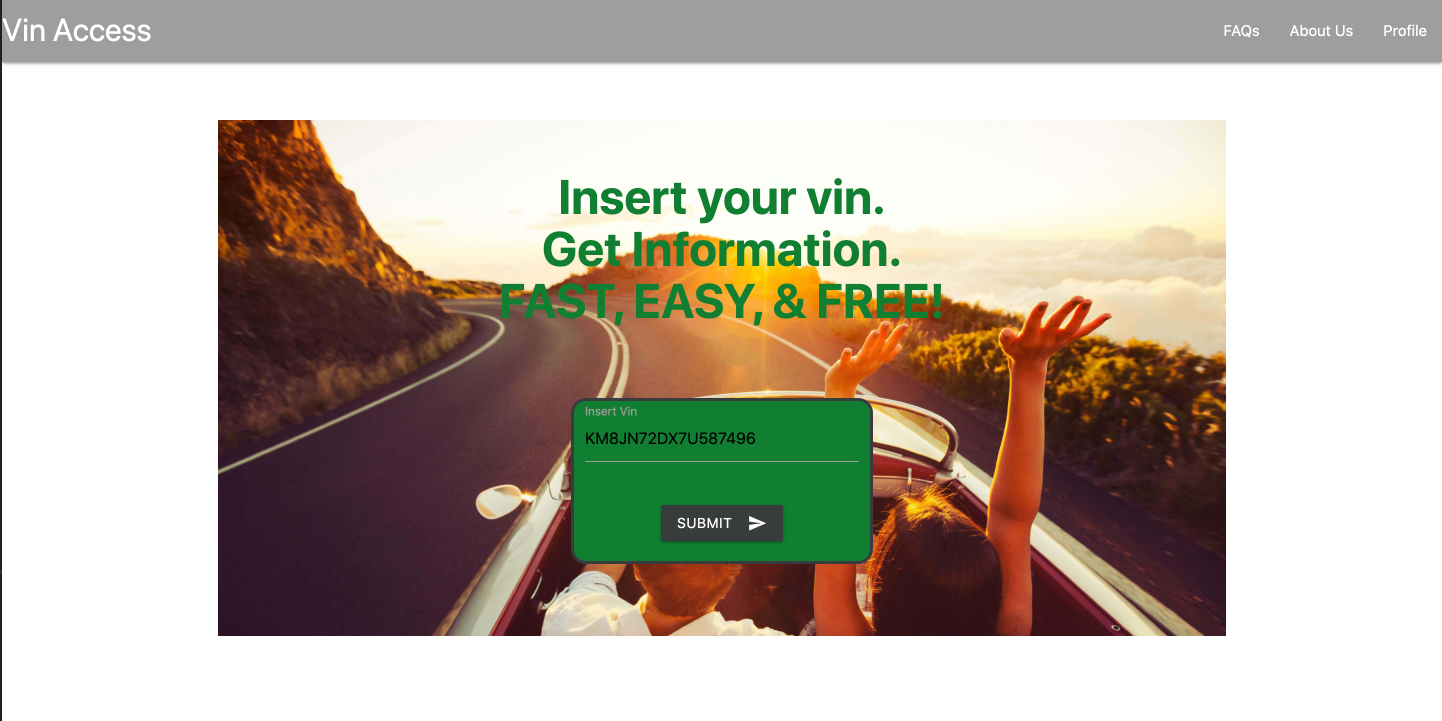 Vin Access
FAQs About Us Profile
Insert your vin.
Get Information.
FAST, EASY, & FREE!
Insert Vin
KM8JN72DX7U587496
SUBMIT